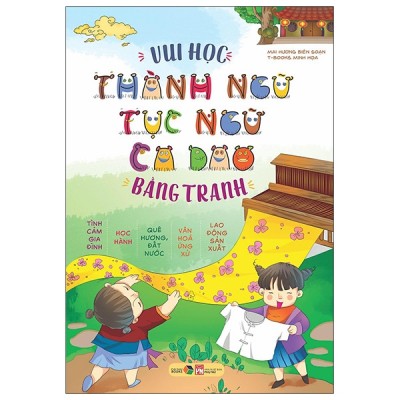 MAI HƯƠNG BIÊN SOẠN
T-BOOKS MINH HỌA
VUI HỌC
THÀNH NGỮ
TỤC NGỮ
CA DAO
BẰNG TRANH
TÌNH
CẢM
GIA
ĐÌNH
HỌC
HÀNH
QUÊ
HƯƠNG,
ĐẤT
NƯỚC
VĂN
HOÁ
ỨNG
XỬ
LAO
ĐỘNG
SẢN
XUẤT